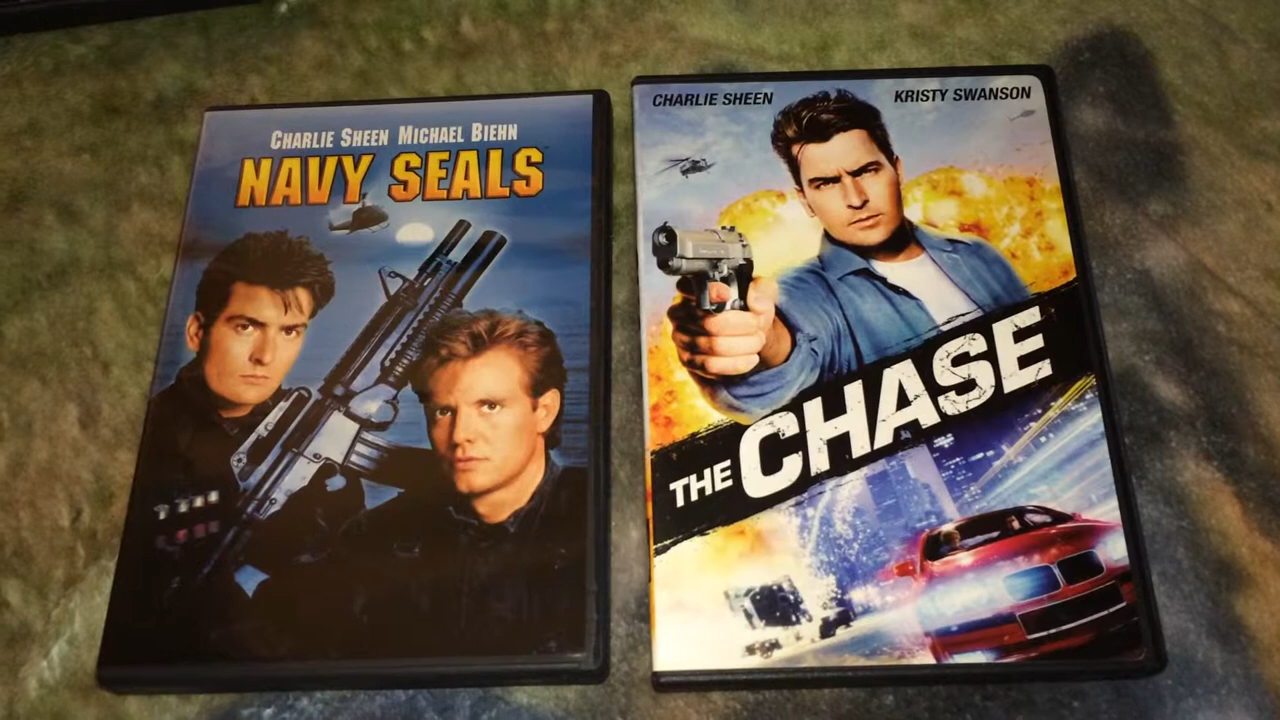 CHARLIE SHEEN MICHAEL BIEHN
NAVY SEALS
CHARLIE SHEEN
KRISTY SWANSON
THE CHASE